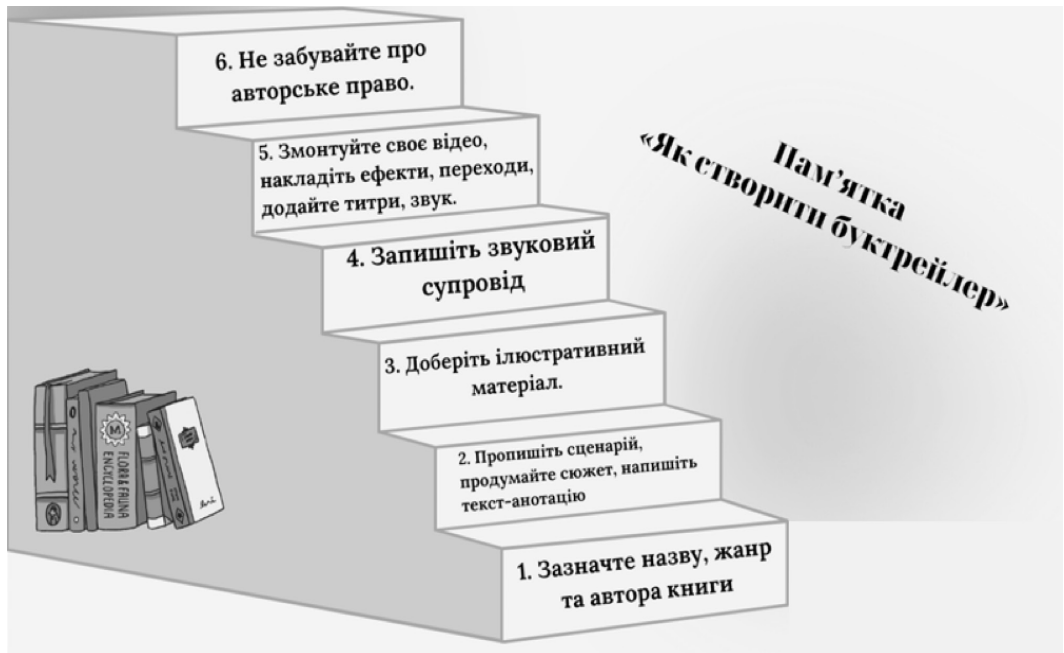 Пам’ятка
«Як створити буктрейлер»
6. Не забувайте про
авторське право.
5. Змонтуйте своє відео,
накладіть ефекти, переходи,
додайте титри, звук.
4. Запишіть звуковий
супровід
3. Доберіть ілюстративний
матеріал.
2. Пропишіть сценарій,
продумайте сюжет, напишіть
текст-анотацію
1. Зазначте назву, жанр
та автора книги
M
FLORA & FAUNA
ENCYCLOPEDIA